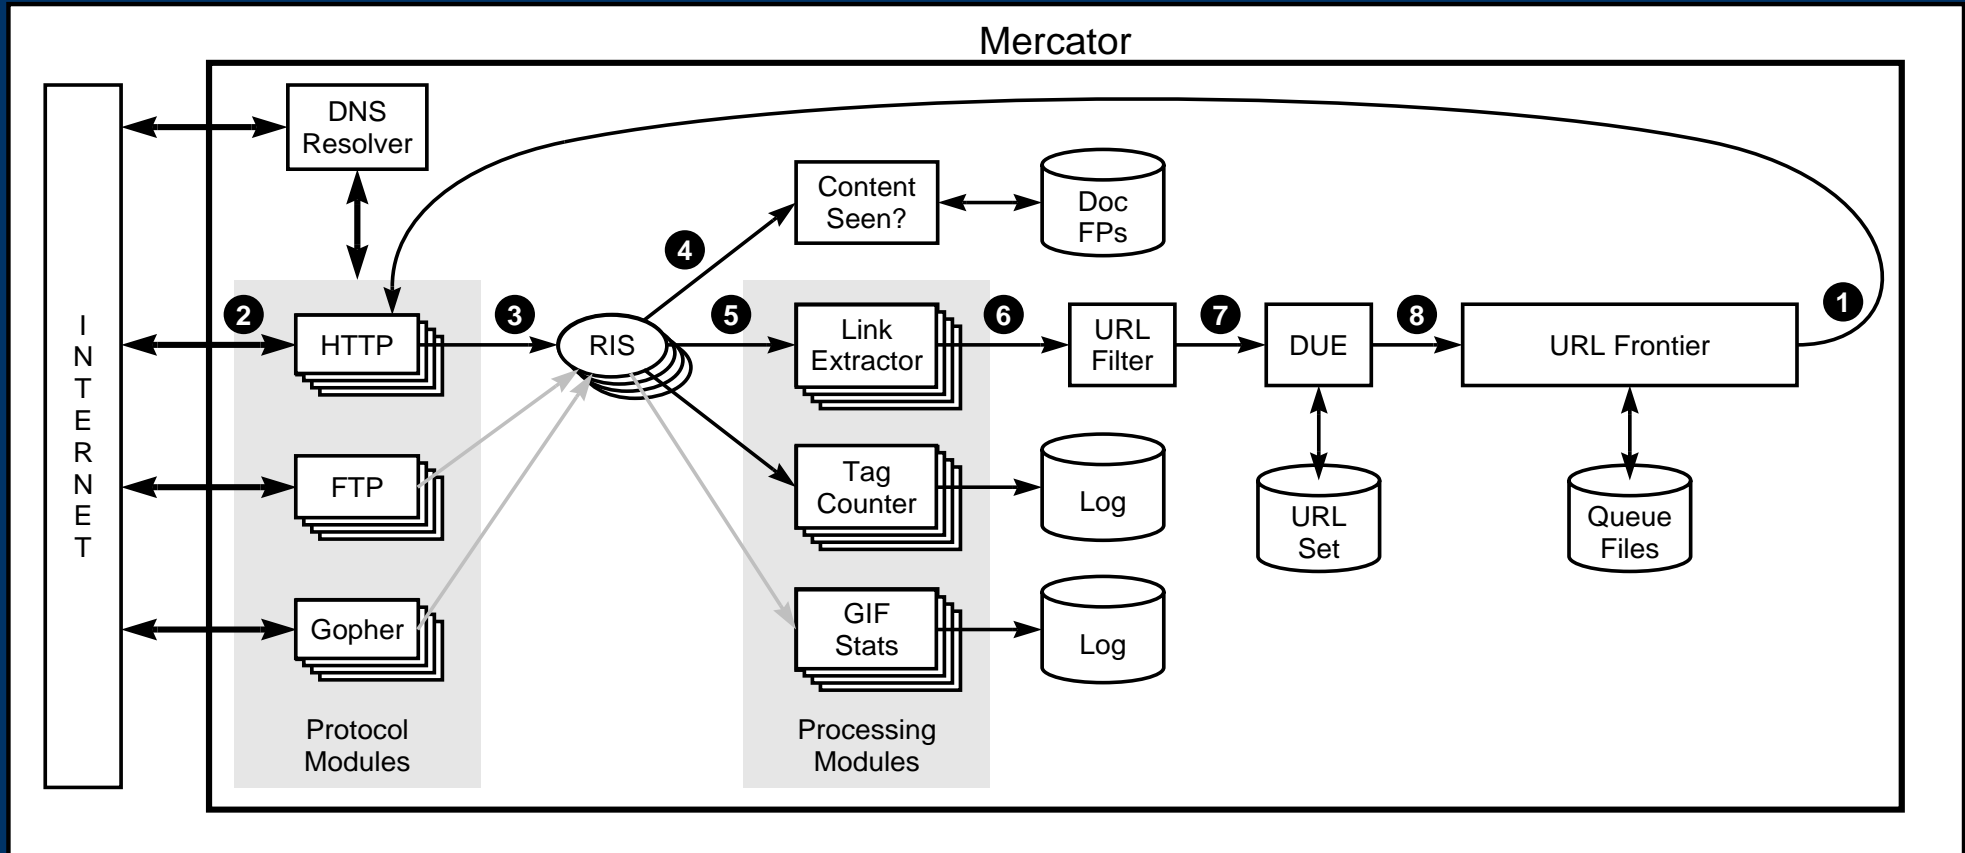 Mercator
INTERNET
DNS
Resolver
Content
Seen?
Doc
FPs
4
2
HTTP
3
RIS
5
Link
Extractor
6
URL
Filter
7
DUE
8
URL Frontier
1
FTP
Tag
Counter
Log
URL
Set
Queue
Files
Gopher
GIF
Stats
Log
Protocol
Modules
Processing
Modules